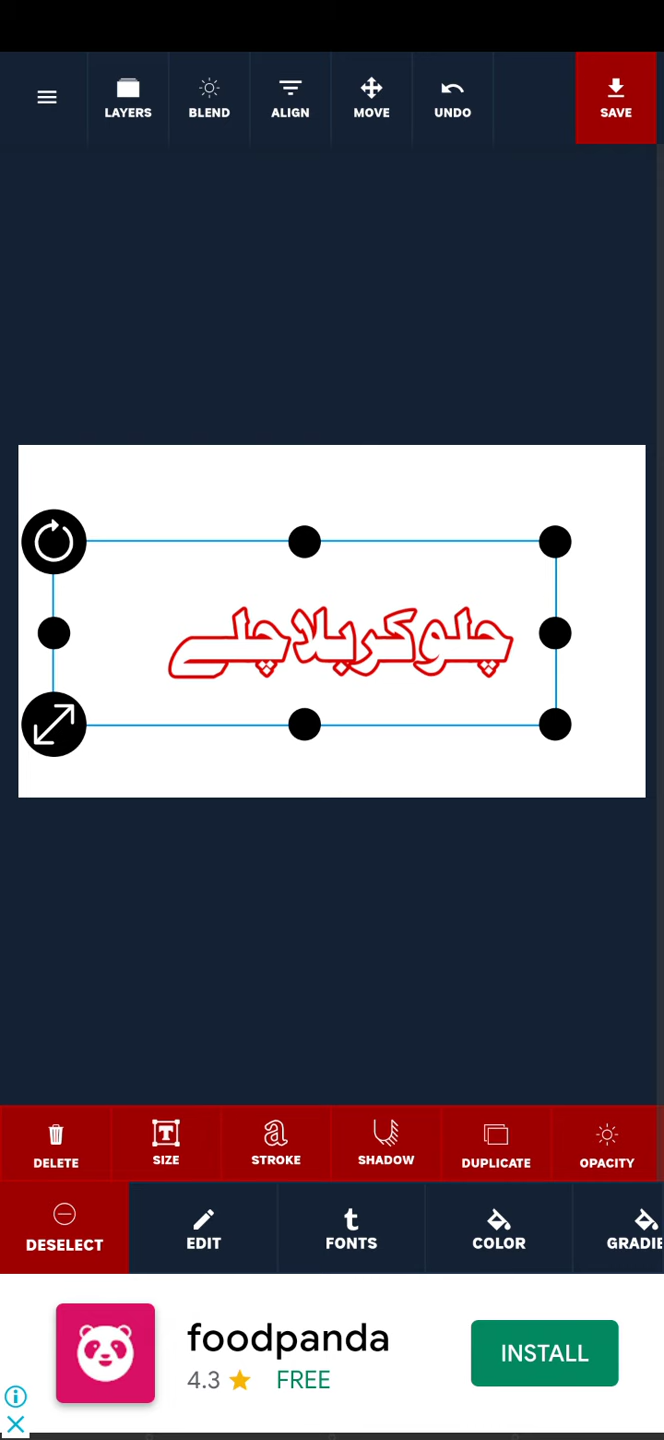 LAYERS BLEND ALIGN MOVE UNDO SAVE
چلو کربلا چلے
DELETE SIZE STROKE SHADOW DUPLICATE OPACITY
DESELECT EDIT FONTS COLOR GRADIE
foodpanda
4.3 FREE
INSTALL